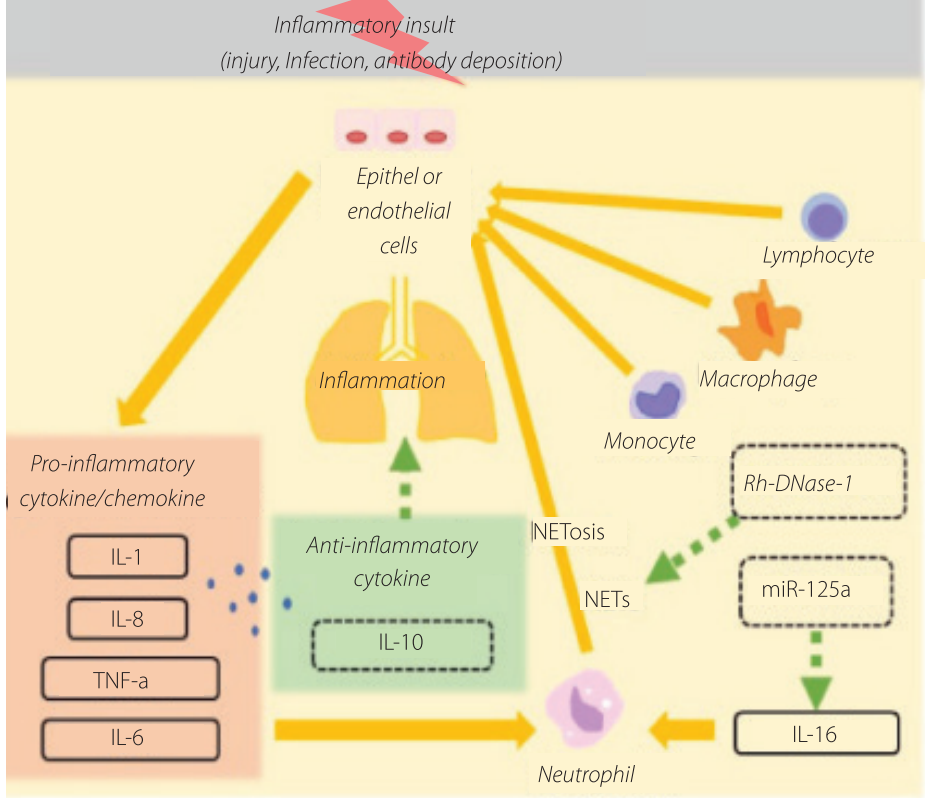 Inflammatory insult
(injury, Infection, antibody deposition)
Epithel or
endothelial
cells
Lymphocyte
Inflammation
Macrophage
Monocyte
Pro-inflammatory
cytokine/chemokine
Rh-DNase-1
NETosis
Anti-inflammatory
cytokine
IL-1
miR-125a
NETs
IL-8
IL-10
TNF-a
IL-6
IL-16
Neutrophil